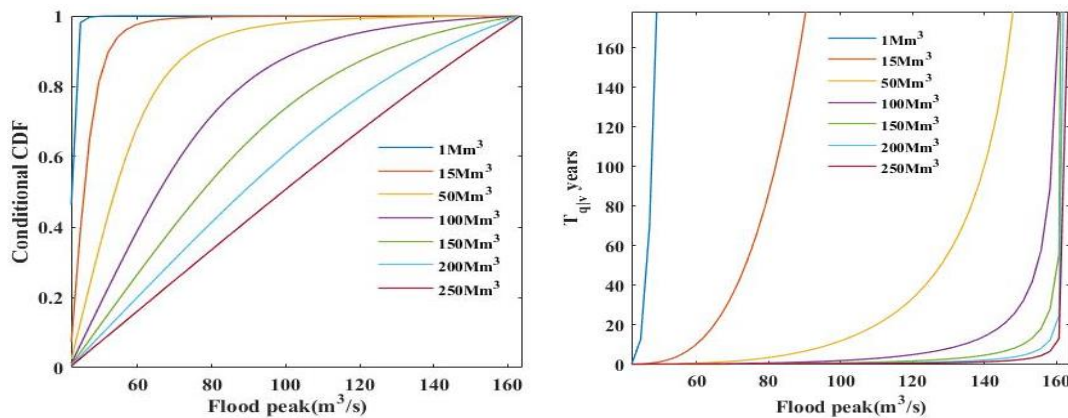 1
0.8
0.6
0.4
0.2
0
Conditional CDF
60 80 100 120 140 160
Flood peak(m³/s)
1Mm³
15Mm³
50Mm³
100Mm³
150Mm³
200Mm³
250Mm³
160
140
120
100
80
60
40
20
0
T q|v years
60 80 100 120 140 160
Flood peak(m³/s)
1Mm³
15Mm³
50Mm³
100Mm³
150Mm³
200Mm³
250Mm³